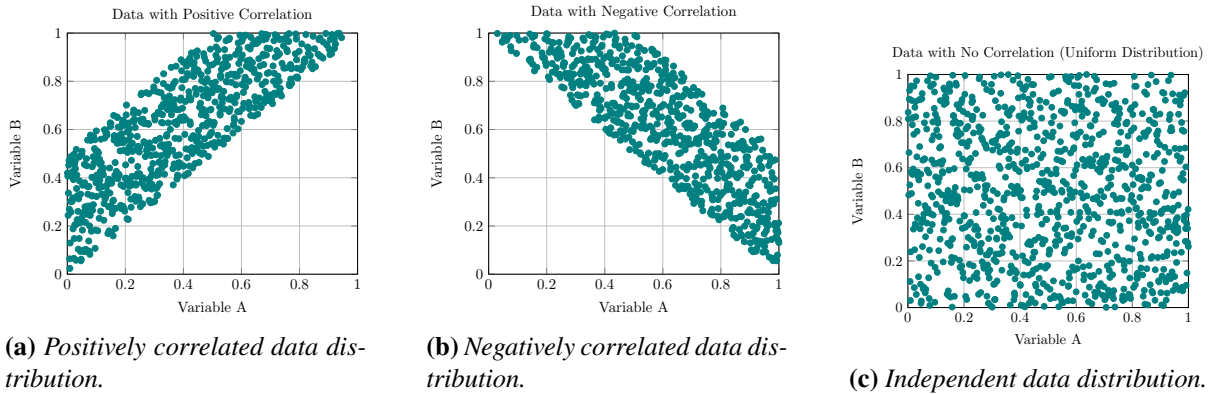 Data with Positive Correlation
1
0.8
0.6
0.4
0.2
0
Variable B
0 0.2 0.4 0.6 0.8 1
Variable A
(a) Positively correlated data dis-
tribution.
Data with Negative Correlation
1
0.8
0.6
0.4
0.2
0
Variable B
0 0.2 0.4 0.6 0.8 1
Variable A
(b) Negatively correlated data dis-
tribution.
Data with No Correlation (Uniform Distribution)
1
0.8
0.6
0.4
0.2
0
Variable B
0 0.2 0.4 0.6 0.8 1
Variable A
(c) Independent data distribution.